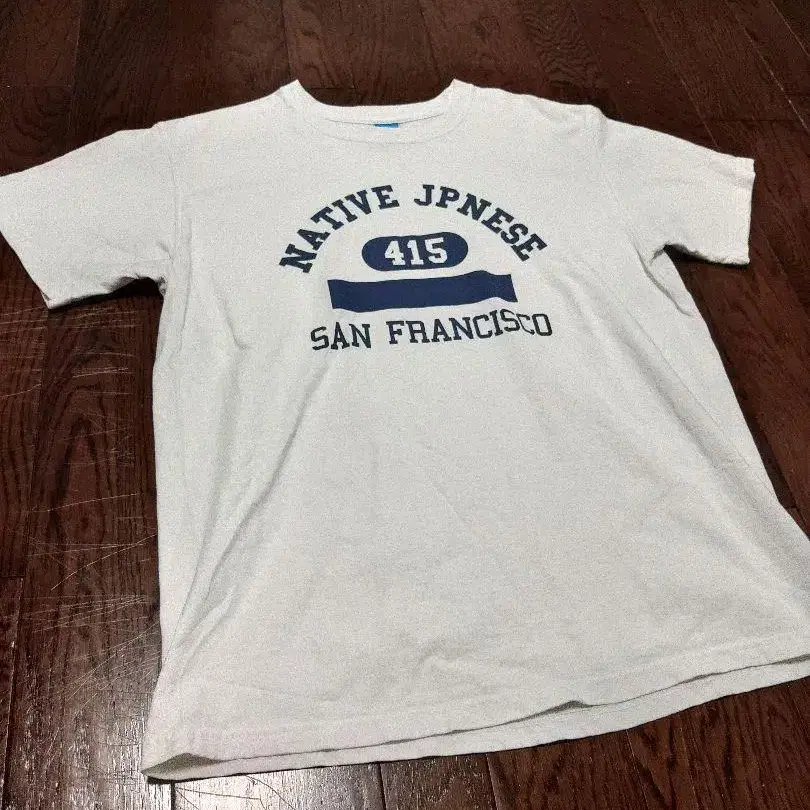 NATIVE JPNESE
415
SAN FRANCISCO